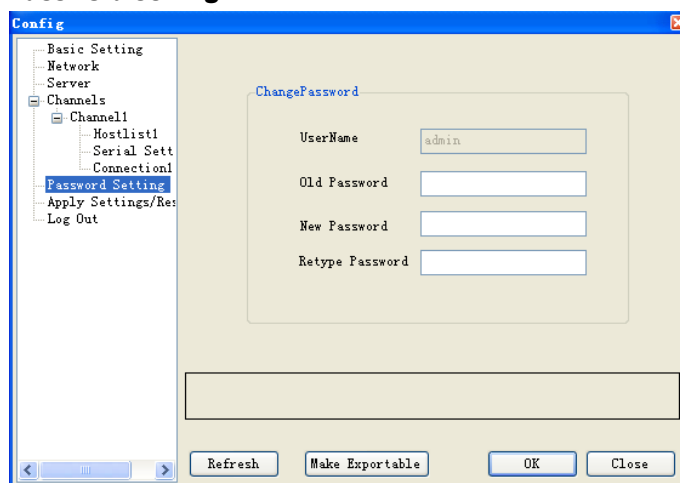 Config
Basic Setting
Network
Server
Channels
Channel1
Hostlist1
Serial Sett
Connection1
Password Setting
Apply Settings/Res
Log Out
ChangePassword
UserName
admin
Old Password
New Password
Retype Password
Refresh
Make Exportable
OK
Close